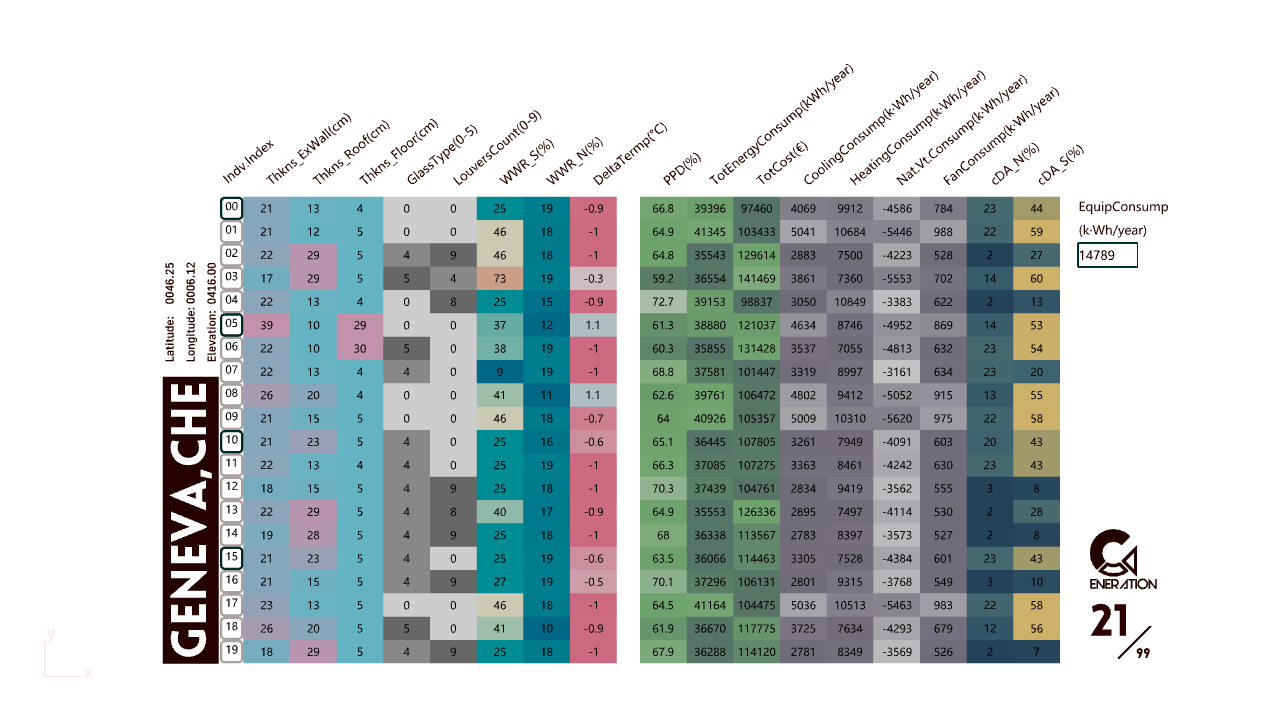 Indv.Index Thkns_ExWall(cm) Thkns_Roof(cm) Thkns_Floor(cm) GlassType(0-5) LouversCount(0-9) WWR_S(%) WWR_N(%) DeltaTermp(°C) PPD(%) TotEnergyConsump(kWh/year) TotCost(€) CoolingConsump(k·Wh/year) HeatingConsump(k·Wh/year) Nat.Vt.Consump(k·Wh/year) FanConsump(k·Wh/year) cDA_N(%) cDA_S(%)
00 21 13 4 0 0 25 19 -0.9 66.8 39396 97460 4069 9912 -4586 784 23 44
01 21 12 5 0 0 46 18 -1 64.9 41345 103433 5041 10684 -5446 988 22 59
02 22 29 5 4 9 46 18 -1 64.8 35543 129614 2883 7500 -4223 528 2 27
03 17 29 5 5 4 73 19 -0.3 59.2 36554 141469 3861 7360 -5553 702 14 60
04 22 13 4 0 8 25 15 -0.9 72.7 39153 98837 3050 10849 -3383 622 2 13
05 39 10 29 0 0 37 12 1.1 61.3 38880 121037 4634 8746 -4952 869 14 53
06 22 10 30 5 0 38 19 -1 60.3 35855 131428 3537 7055 -4813 632 23 54
07 22 13 4 4 0 9 19 -1 68.8 37581 101447 3319 8997 -3161 634 23 20
08 26 20 4 0 0 41 11 1.1 62.6 39761 106472 4802 9412 -5052 915 13 55
09 21 15 5 0 0 46 18 -0.7 64 40926 105357 5009 10310 -5620 975 22 58
10 21 23 5 4 0 25 16 -0.6 65.1 36445 107805 3261 7949 -4091 603 20 43
11 22 13 4 4 0 25 19 -1 66.3 37085 107275 3363 8461 -4242 630 23 43
12 18 15 5 4 9 25 18 -1 70.3 37439 104761 2834 9419 -3562 555 3 8
13 22 29 5 4 8 40 17 -0.9 64.9 35553 126336 2895 7497 -4114 530 2 28
14 19 28 5 4 9 25 18 -1 68 36338 113567 2783 8397 -3573 527 2 8
15 21 23 5 4 0 25 19 -0.6 63.5 36066 114463 3305 7528 -4384 601 23 43
16 21 15 5 4 9 27 19 -0.5 70.1 37296 106131 2801 9315 -3768 549 3 10
17 23 13 5 0 0 46 18 -1 64.5 41164 104475 5036 10513 -5463 983 22 58
18 26 20 5 5 0 41 10 -0.9 61.9 36670 117775 3725 7634 -4293 679 12 56
19 18 29 5 4 9 25 18 -1 67.9 36288 114120 2781 8349 -3569 526 2 7
EquipConsump
(k·Wh/year)
14789
Latitude: 0046.25
Longitude: 0006.12
Elevation: 0416.00
GENEVA,CHE
ENERATION
21/99
y
x